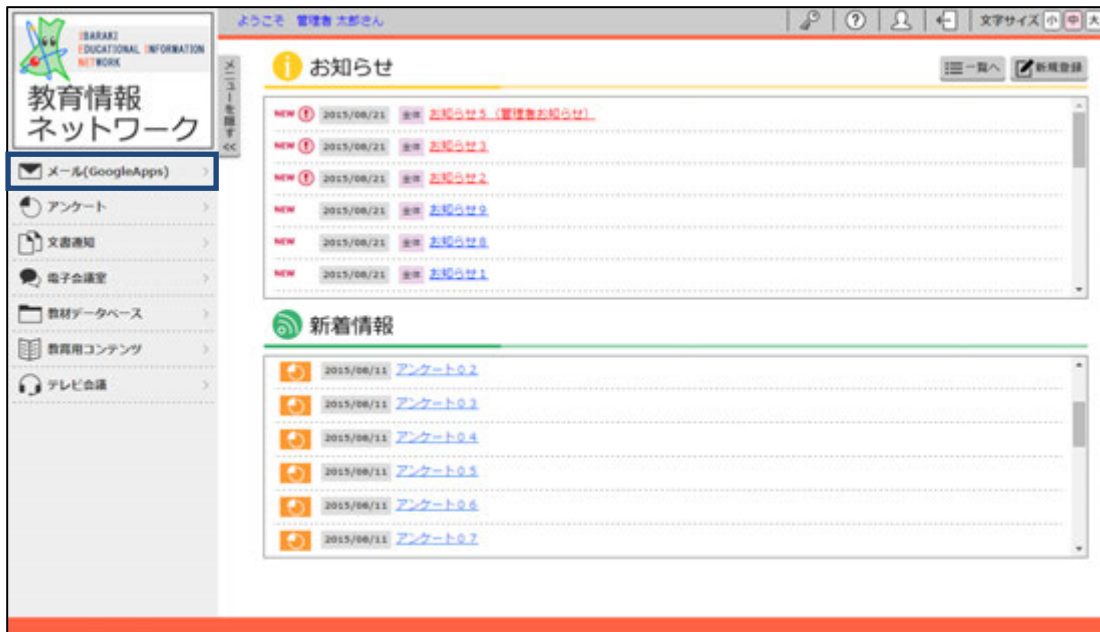 ようこそ 管理者 太郎さん
文字サイズ 小 中 大
IBARAKI
EDUCATIONAL INFORMATION
NETWORK
教育情報
ネットワーク
メニューを隠す
<<
メール(GoogleApps)
アンケート
文書通知
電子会議室
教材データベース
教育用コンテンツ
テレビ会議
お知らせ
一覧へ 新規登録
NEW 2015/08/21 全体 お知らせ5（管理者お知らせ）
NEW 2015/08/21 全体 お知らせ3
NEW 2015/08/21 全体 お知らせ2
NEW 2015/08/21 全体 お知らせ9
NEW 2015/08/21 全体 お知らせ8
NEW 2015/08/21 全体 お知らせ1
新着情報
2015/08/11 アンケート02
2015/08/11 アンケート03
2015/08/11 アンケート04
2015/08/11 アンケート05
2015/08/11 アンケート06
2015/08/11 アンケート07